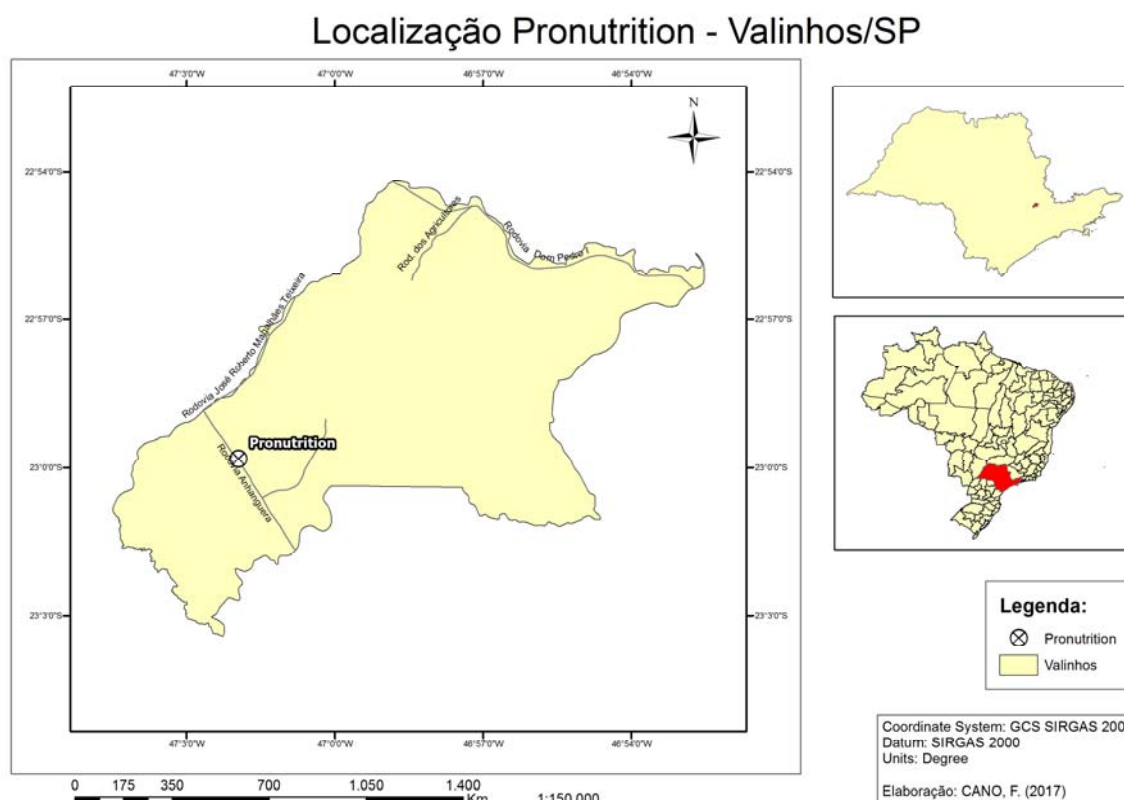 Localização Pronutrition - Valinhos/SP
47°3'0"W 47°0'0"W 46°57'0"W 46°54'0"W
N
22°54'0"S 22°54'0"S
Rod. dos Agricultores
Rodovia Dom Pedro I
22°57'0"S 22°57'0"S
Rodovia José Roberto Magalhães Teixeira
Pronutrition
23°0'0"S 23°0'0"S
Rodovia Anhanguera
23°3'0"S 23°3'0"S
47°3'0"W 47°0'0"W 46°57'0"W 46°54'0"W
0 175 350 700 1.050 1.400
Km
1:150.000
Legenda:
Pronutrition
Valinhos
Coordinate System: GCS SIRGAS 200
Datum: SIRGAS 2000
Units: Degree
Elaboração: CANO, F. (2017)